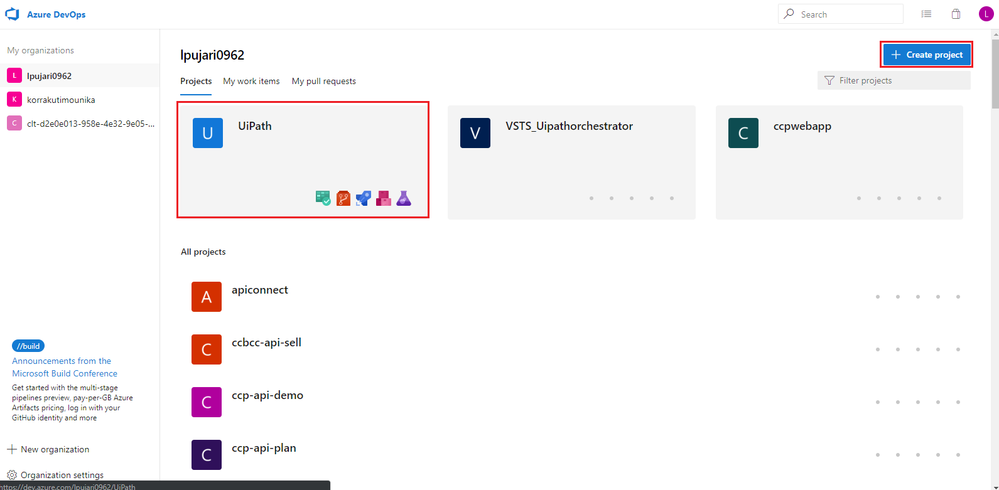 Azure DevOps
Search
L
My organizations
L lpujari0962
K korrakutimounika
C clt-d2e0e013-958e-4e32-9e05-...
//build
Announcements from the
Microsoft Build Conference
Get started with the multi-stage
pipelines preview, pay-per-GB Azure
Artifacts pricing, log in with your
GitHub identity and more
New organization
Organization settings
https://dev.azure.com/lpujari0962/UiPath
lpujari0962
Create project
Projects My work items My pull requests
Filter projects
U UiPath
V VSTS_Uipathorchestrator
C ccpwebapp
All projects
A apiconnect
C ccbcc-api-sell
C ccp-api-demo
C ccp-api-plan